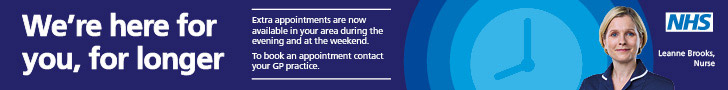 We're here for
you, for longer
Extra appointments are now
available in your area during the
evening and at the weekend.
To book an appointment contact
your GP practice.
NHS
Leanne Brooks,
Nurse